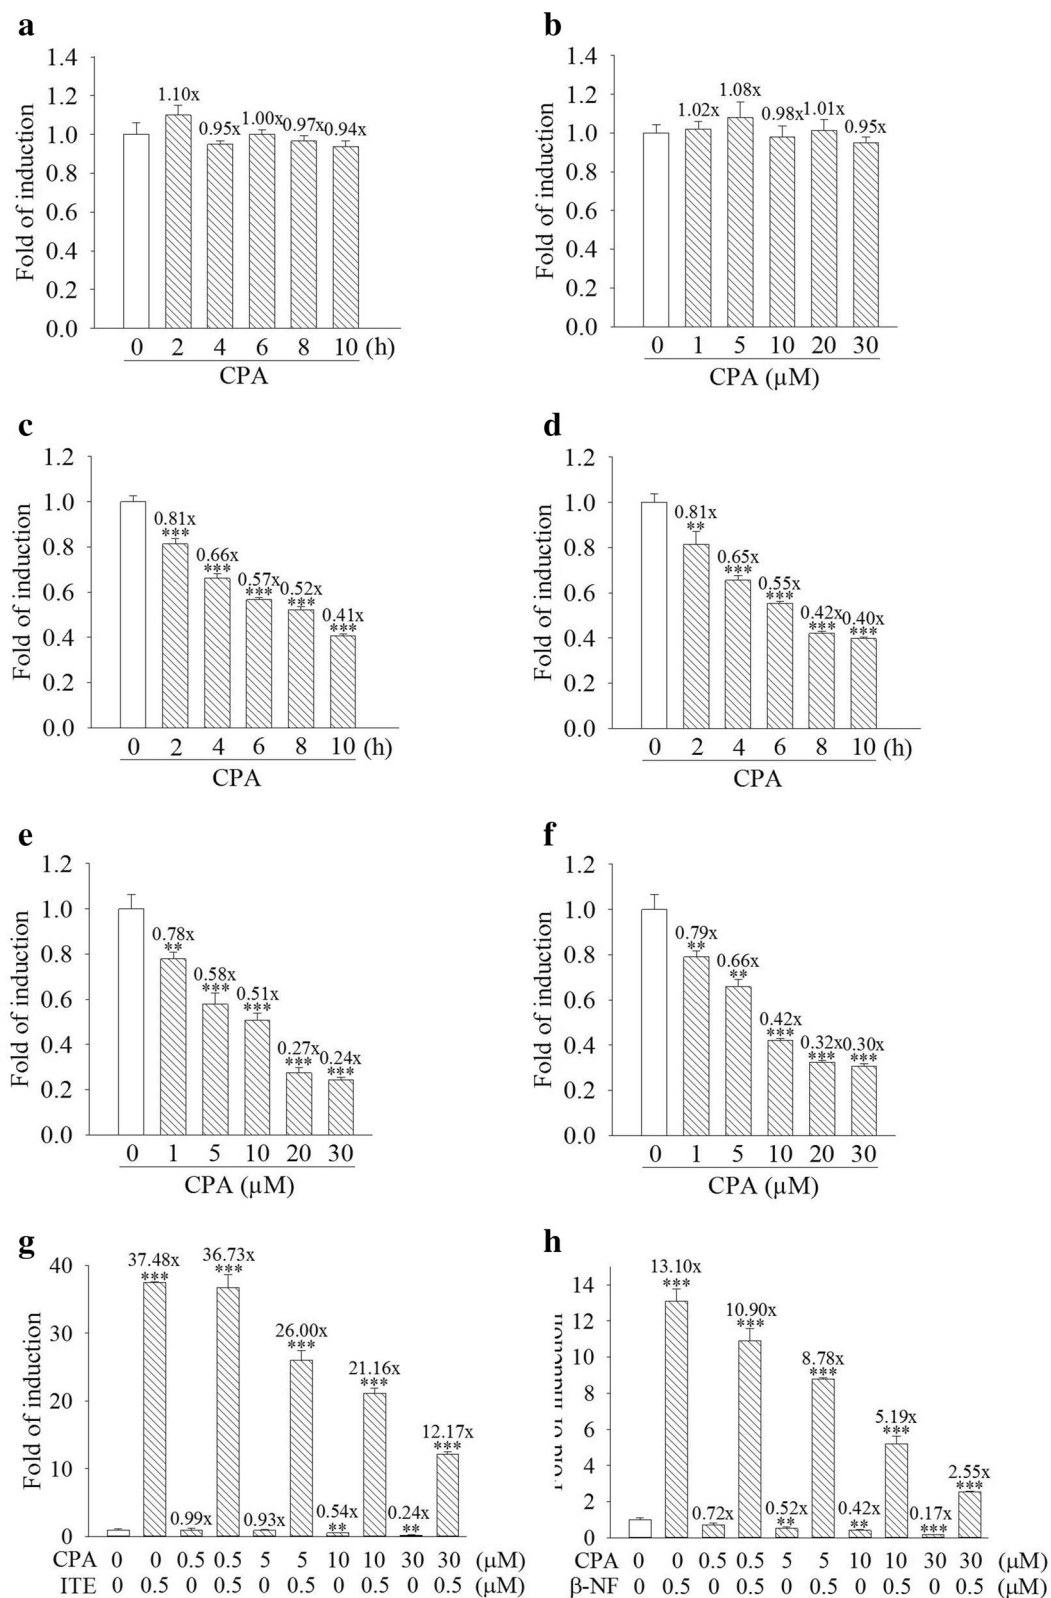 a
Fold of induction
1.4
1.2
1.0
0.8
0.6
0.4
0.2
0.0
1.10x
0.95x
1.00x
0.97x
0.94x
0 2 4 6 8 10 (h)
CPA
b
Fold of induction
1.4
1.2
1.0
0.8
0.6
0.4
0.2
0.0
1.02x
1.08x
0.98x
1.01x
0.95x
0 1 5 10 20 30
CPA (µM)
c
Fold of induction
1.2
1.0
0.8
0.6
0.4
0.2
0.0
0.81x
***
0.66x
***
0.57x
***
0.52x
***
0.41x
***
0 2 4 6 8 10 (h)
CPA
d
Fold of induction
1.2
1.0
0.8
0.6
0.4
0.2
0.0
0.81x
**
0.65x
***
0.55x
***
0.42x
***
0.40x
***
0 2 4 6 8 10 (h)
CPA
e
Fold of induction
1.2
1.0
0.8
0.6
0.4
0.2
0.0
0.78x
**
0.58x
***
0.51x
***
0.27x
***
0.24x
***
0 1 5 10 20 30
CPA (µM)
f
Fold of induction
1.2
1.0
0.8
0.6
0.4
0.2
0.0
0.79x
**
0.66x
**
0.42x
***
0.32x
***
0.30x
***
0 1 5 10 20 30
CPA (µM)
g
Fold of induction
40
30
20
10
0
37.48x
***
0.99x
36.73x
***
0.93x
26.00x
***
0.54x
**
21.16x
***
0.24x
**
12.17x
***
CPA 0 0 0.5 0.5 5 5 10 10 30 30 (µM)
ITE 0 0.5 0 0.5 0 0.5 0 0.5 0 0.5 (µM)
h
Fold of induction
14
12
10
8
6
4
2
0
13.10x
***
0.72x
10.90x
***
0.52x
**
8.78x
***
0.42x
**
5.19x
***
0.17x
***
2.55x
***
CPA 0 0 0.5 0.5 5 5 10 10 30 30 (µM)
β-NF 0 0.5 0 0.5 0 0.5 0 0.5 0 0.5 (µM)